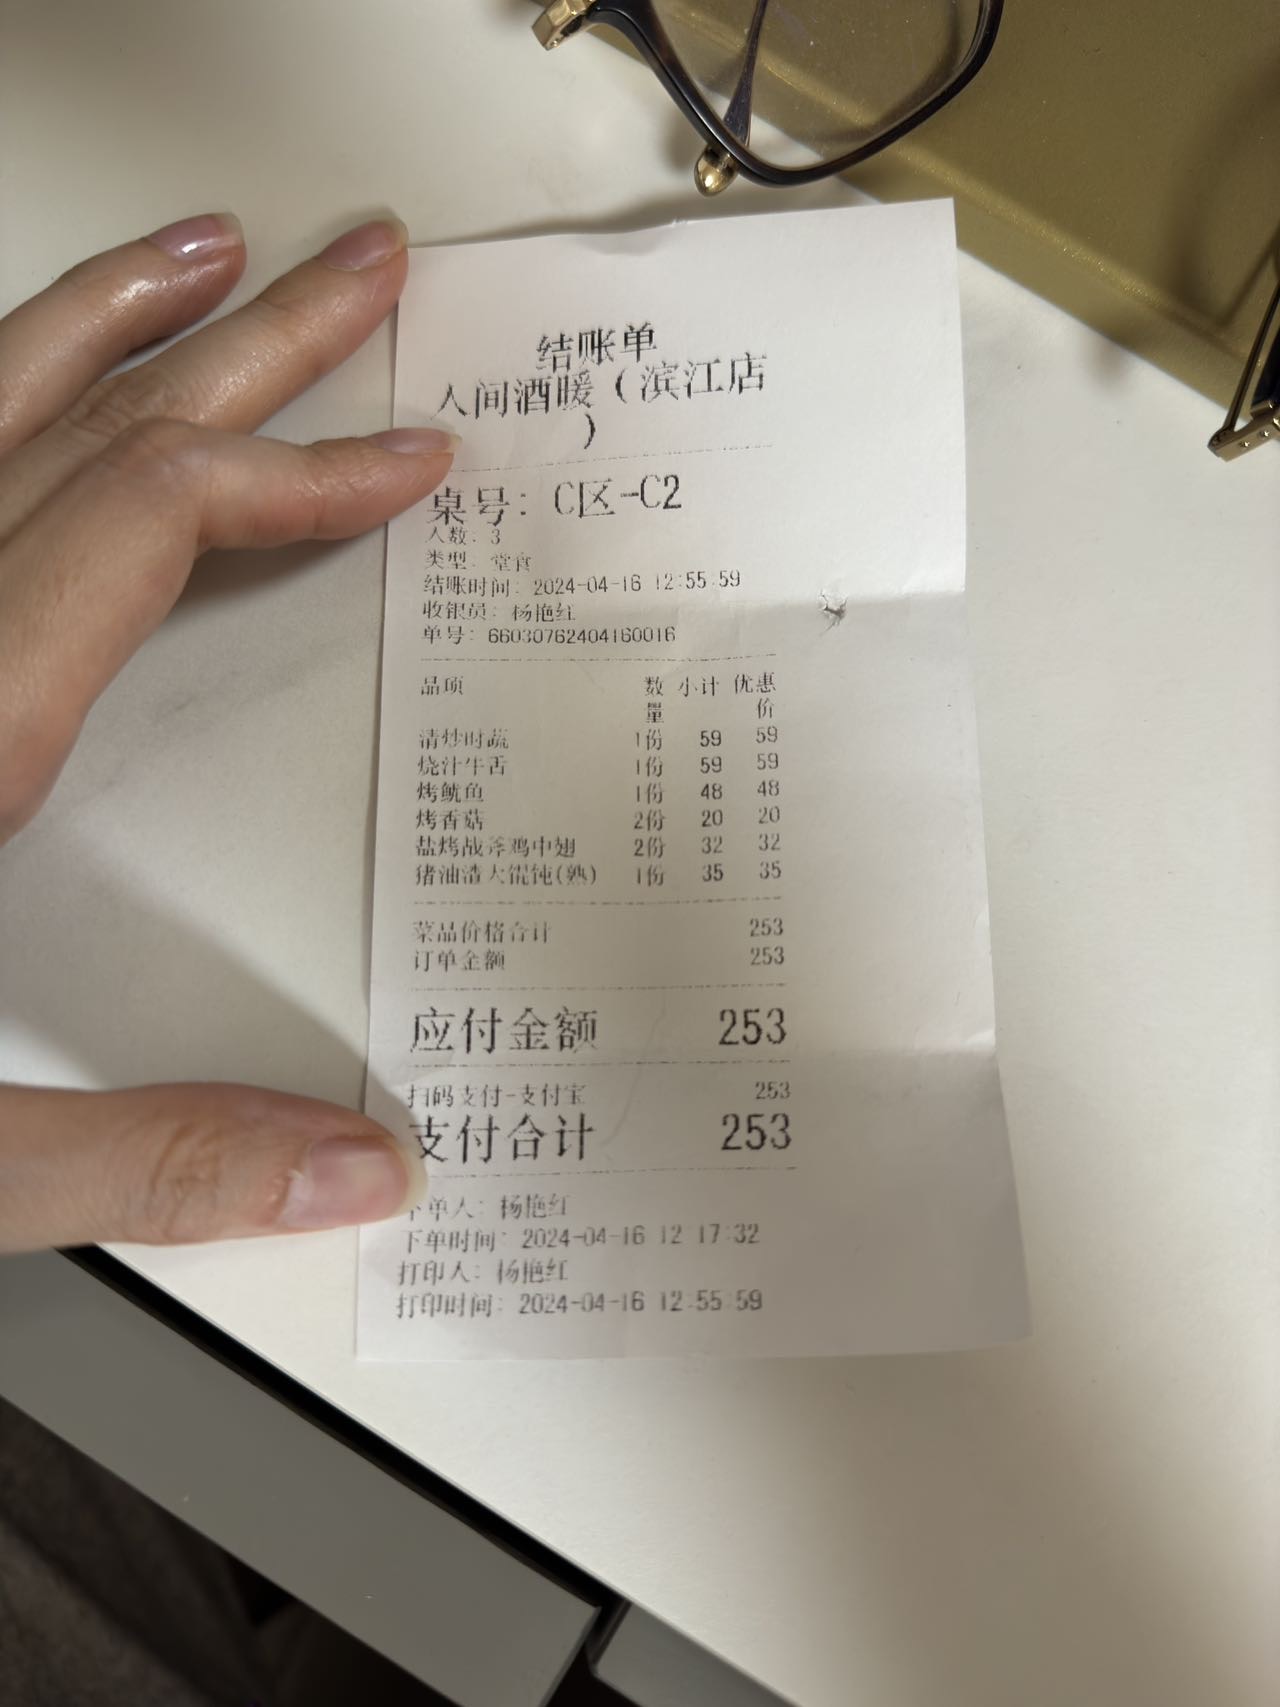 结账单
人间酒暖（滨江店
）
桌号：C区-C2
人数：3
类型：堂食
结账时间：2024-04-16 12:55:59
收银员：杨艳红
单号：66030762404160016
品项 数 小计 优惠
量 价
清炒时蔬 1份 59 59
烧汁牛舌 1份 59 59
烤鱿鱼 1份 48 48
烤香菇 2份 20 20
盐烤战斧鸡中翅 2份 32 32
猪油渣大馄饨(熟) 1份 35 35
菜品价格合计 253
订单金额 253
应付金额 253
扫码支付-支付宝 253
支付合计 253
下单人：杨艳红
下单时间：2024-04-16 12:17:32
打印人：杨艳红
打印时间：2024-04-16 12:55:59